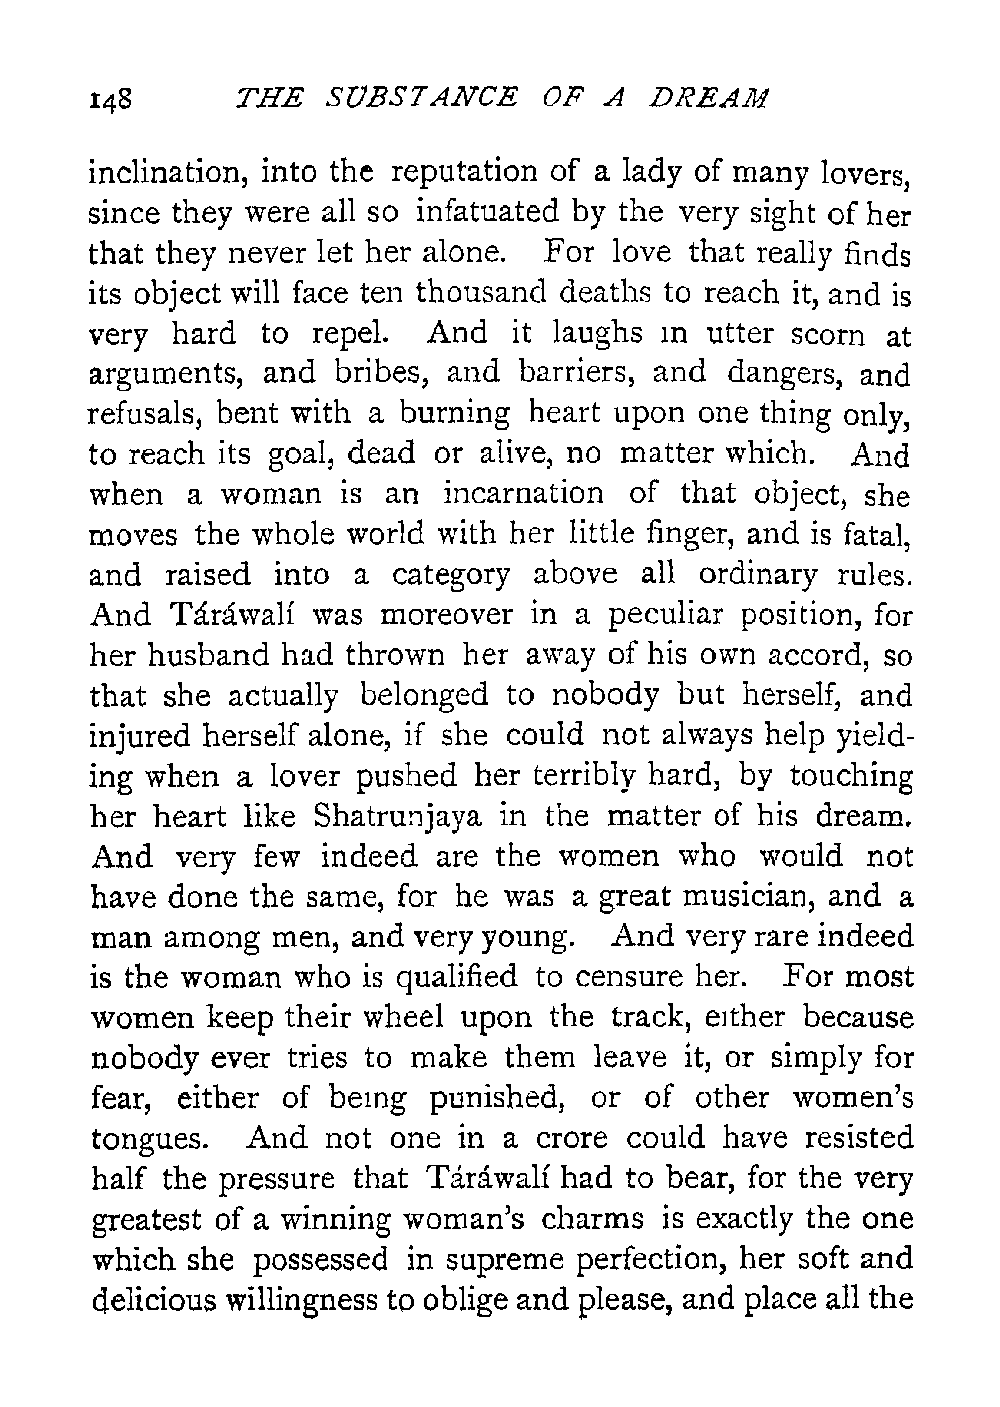 148 THE SUBSTANCE OF A DREAM
inclination, into the reputation of a lady of many lovers,
since they were all so infatuated by the very sight of her
that they never let her alone. For love that really finds
its object will face ten thousand deaths to reach it, and is
very hard to repel. And it laughs in utter scorn at
arguments, and bribes, and barriers, and dangers, and
refusals, bent with a burning heart upon one thing only,
to reach its goal, dead or alive, no matter which. And
when a woman is an incarnation of that object, she
moves the whole world with her little finger, and is fatal,
and raised into a category above all ordinary rules.
And Táráwalí was moreover in a peculiar position, for
her husband had thrown her away of his own accord, so
that she actually belonged to nobody but herself, and
injured herself alone, if she could not always help yield-
ing when a lover pushed her terribly hard, by touching
her heart like Shatrunjaya in the matter of his dream.
And very few indeed are the women who would not
have done the same, for he was a great musician, and a
man among men, and very young. And very rare indeed
is the woman who is qualified to censure her. For most
women keep their wheel upon the track, either because
nobody ever tries to make them leave it, or simply for
fear, either of being punished, or of other women's
tongues. And not one in a crore could have resisted
half the pressure that Táráwalí had to bear, for the very
greatest of a winning woman's charms is exactly the one
which she possessed in supreme perfection, her soft and
delicious willingness to oblige and please, and place all the